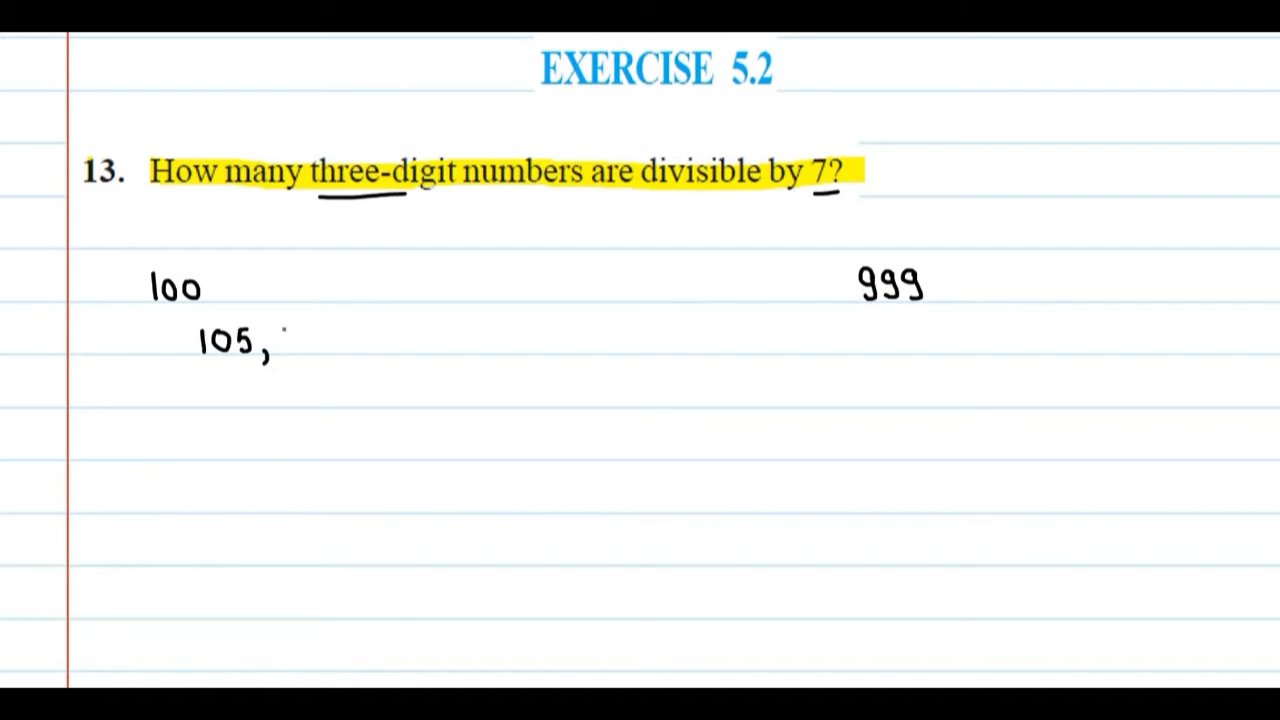 EXERCISE 5.2
13. How many three-digit numbers are divisible by 7?
100 999
105,